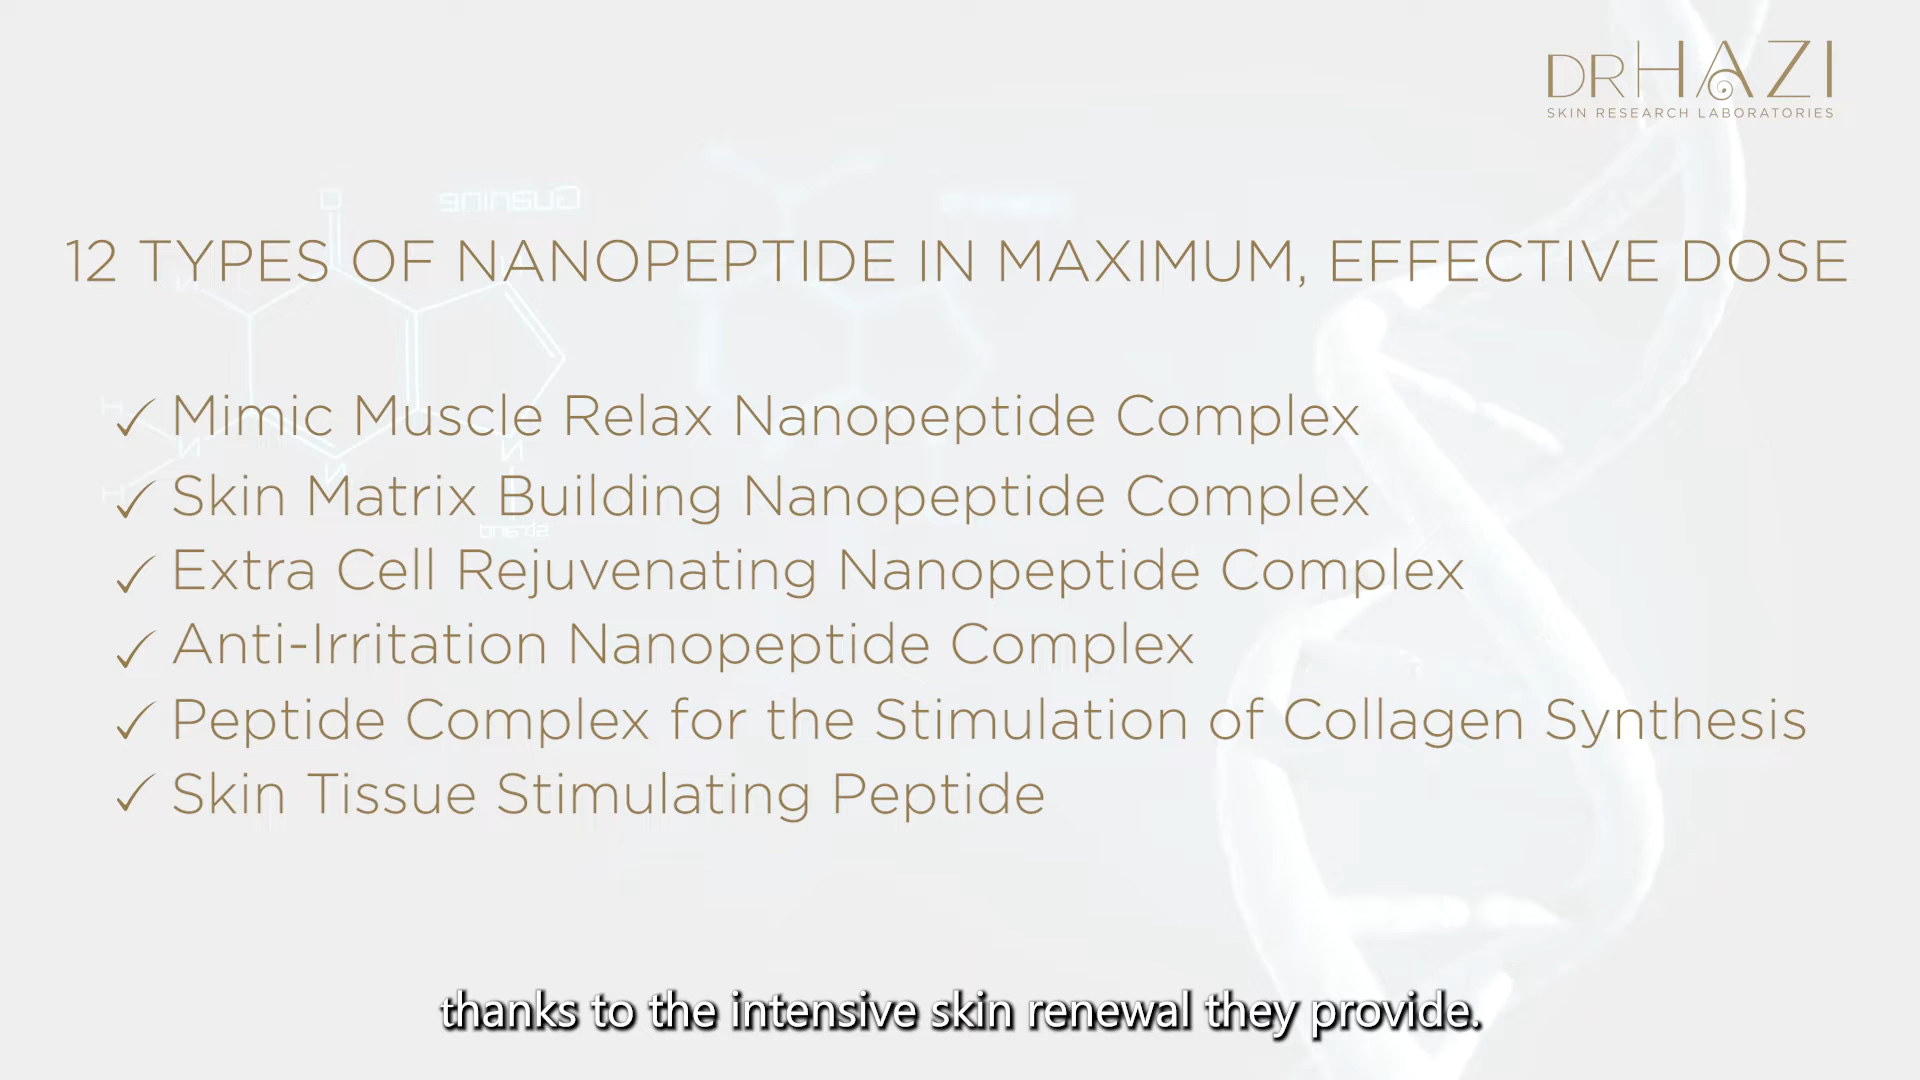 DRHAZI
SKIN RESEARCH LABORATORIES
12 TYPES OF NANOPEPTIDE IN MAXIMUM, EFFECTIVE DOSE
✓ Mimic Muscle Relax Nanopeptide Complex
✓ Skin Matrix Building Nanopeptide Complex
✓ Extra Cell Rejuvenating Nanopeptide Complex
✓ Anti-Irritation Nanopeptide Complex
✓ Peptide Complex for the Stimulation of Collagen Synthesis
✓ Skin Tissue Stimulating Peptide
thanks to the intensive skin renewal they provide.